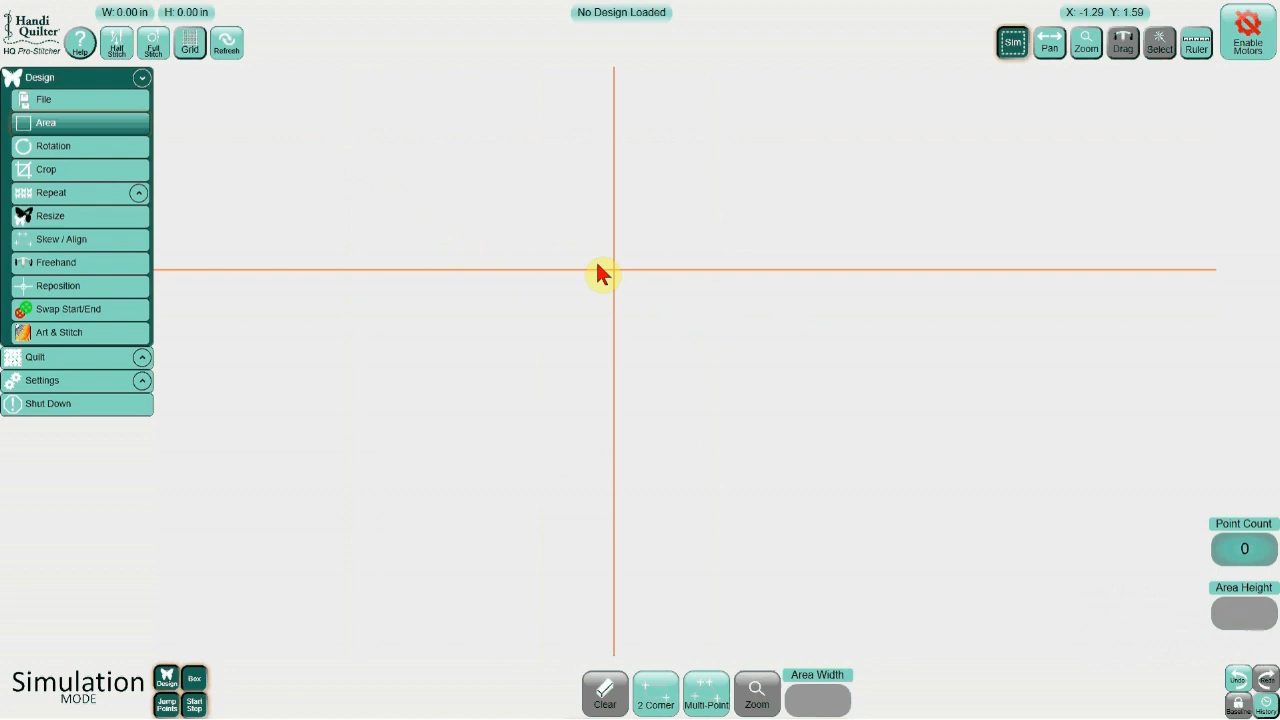 W: 0.00 in
H: 0.00 in
No Design Loaded
X: -1.29 Y: 1.59
Handi
Quilter
HQ Pro-Stitcher
?
Help
Half
Stitch
Full
Stitch
Grid
Refresh
Sim
Pan
Zoom
Drag
Select
Ruler
Enable
Motors
Design
File
Area
Rotation
Crop
Repeat
Resize
Skew / Align
Freehand
Reposition
Swap Start/End
Art & Stitch
Quilt
Settings
Shut Down
Point Count
0
Area Height
Simulation
MODE
Design
Box
Jump
Points
Start
Stop
Clear
2 Corner
Multi-Point
Zoom
Area Width
Undo
Redo
Baseline
History